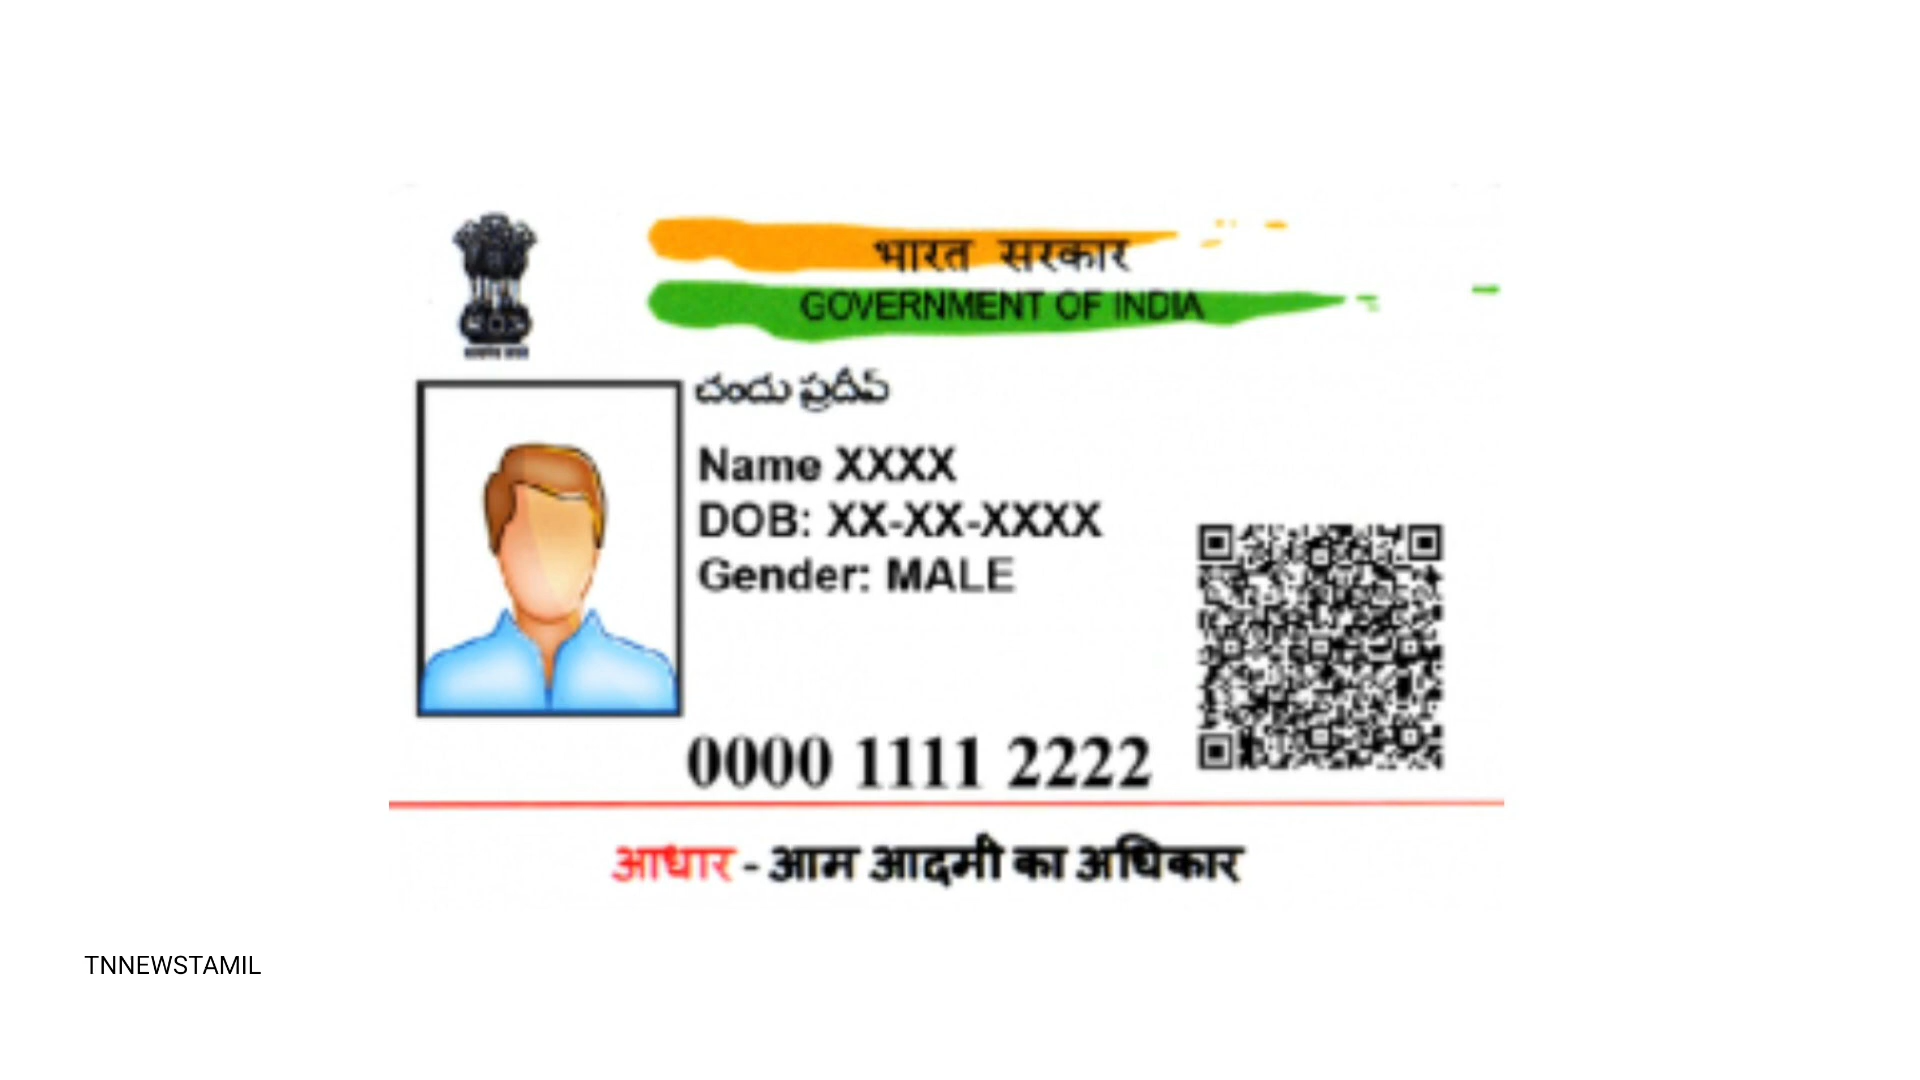 भारत सरकार
GOVERNMENT OF INDIA
చందు ప్రదీప్
Name XXXX
DOB: XX-XX-XXXX
Gender: MALE
0000 1111 2222
आधार - आम आदमी का अधिकार
TNNEWSTAMIL